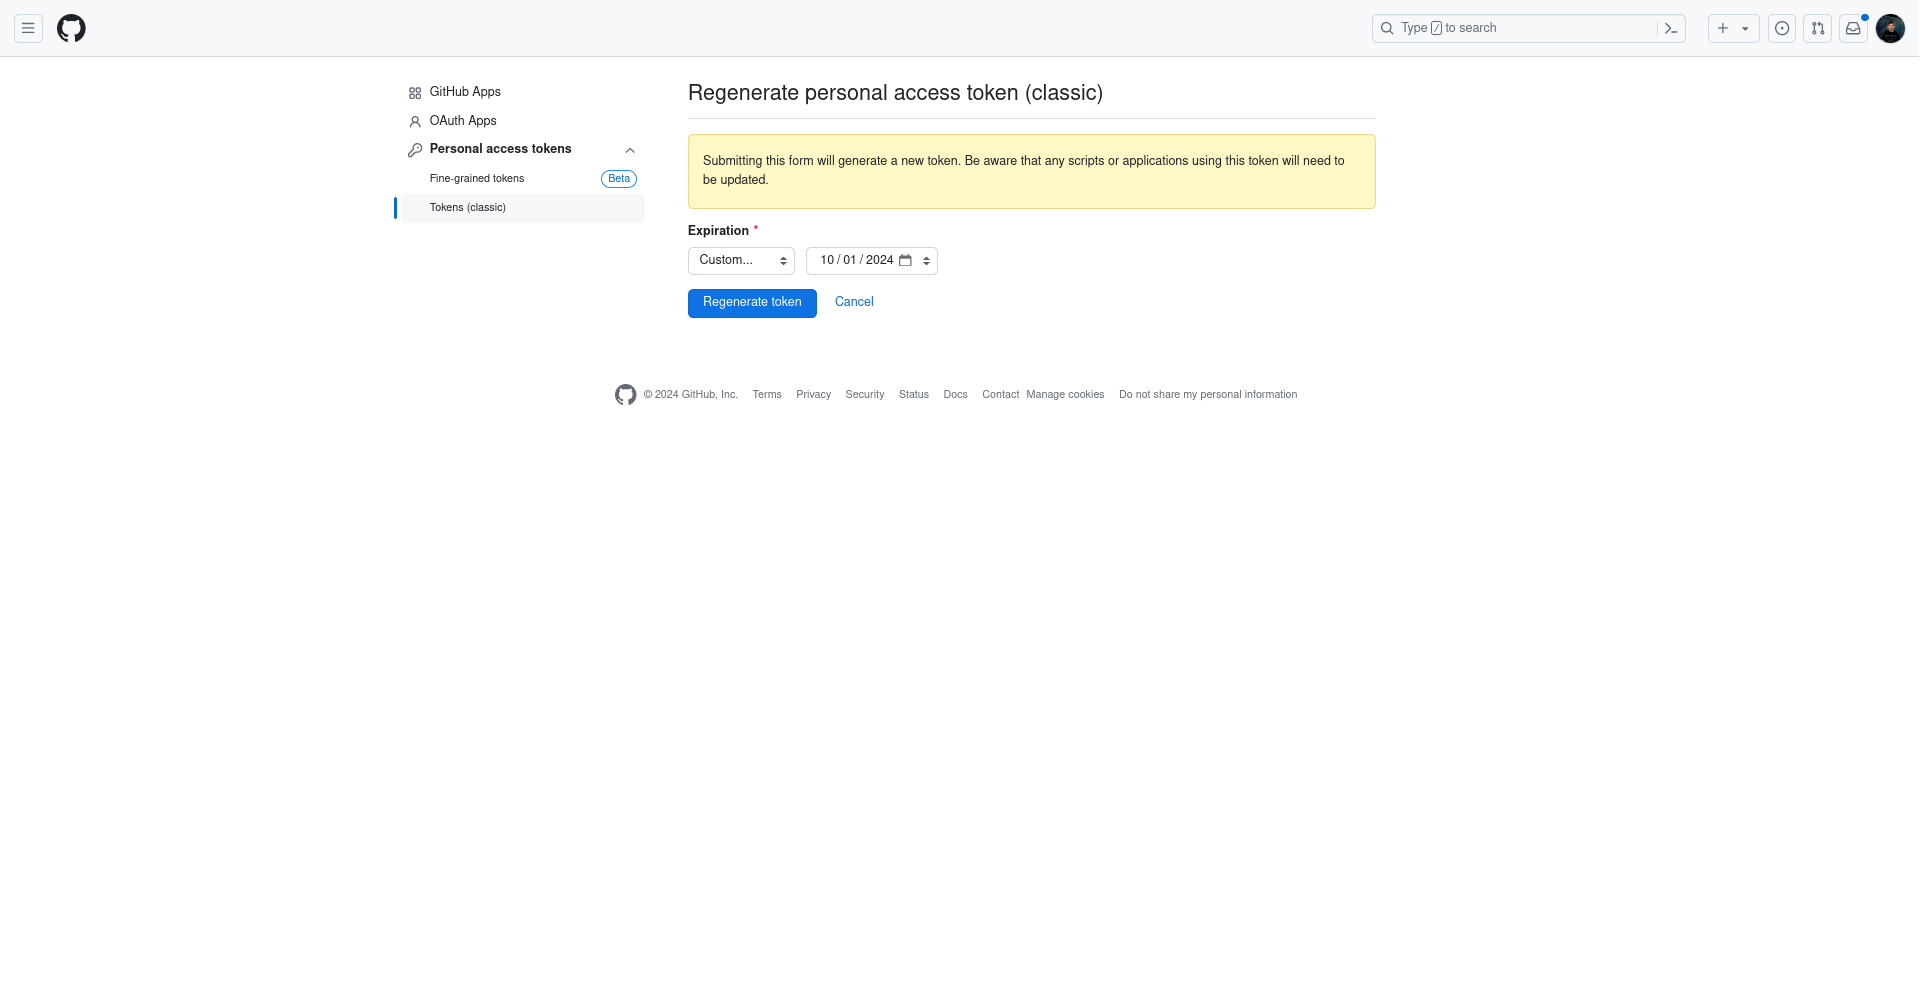 Type / to search
GitHub Apps
OAuth Apps
Personal access tokens
Fine-grained tokens
Beta
Tokens (classic)
Regenerate personal access token (classic)
Submitting this form will generate a new token. Be aware that any scripts or applications using this token will need to
be updated.
Expiration *
Custom... 10 / 01 / 2024
Regenerate token Cancel
© 2024 GitHub, Inc. Terms Privacy Security Status Docs Contact Manage cookies Do not share my personal information